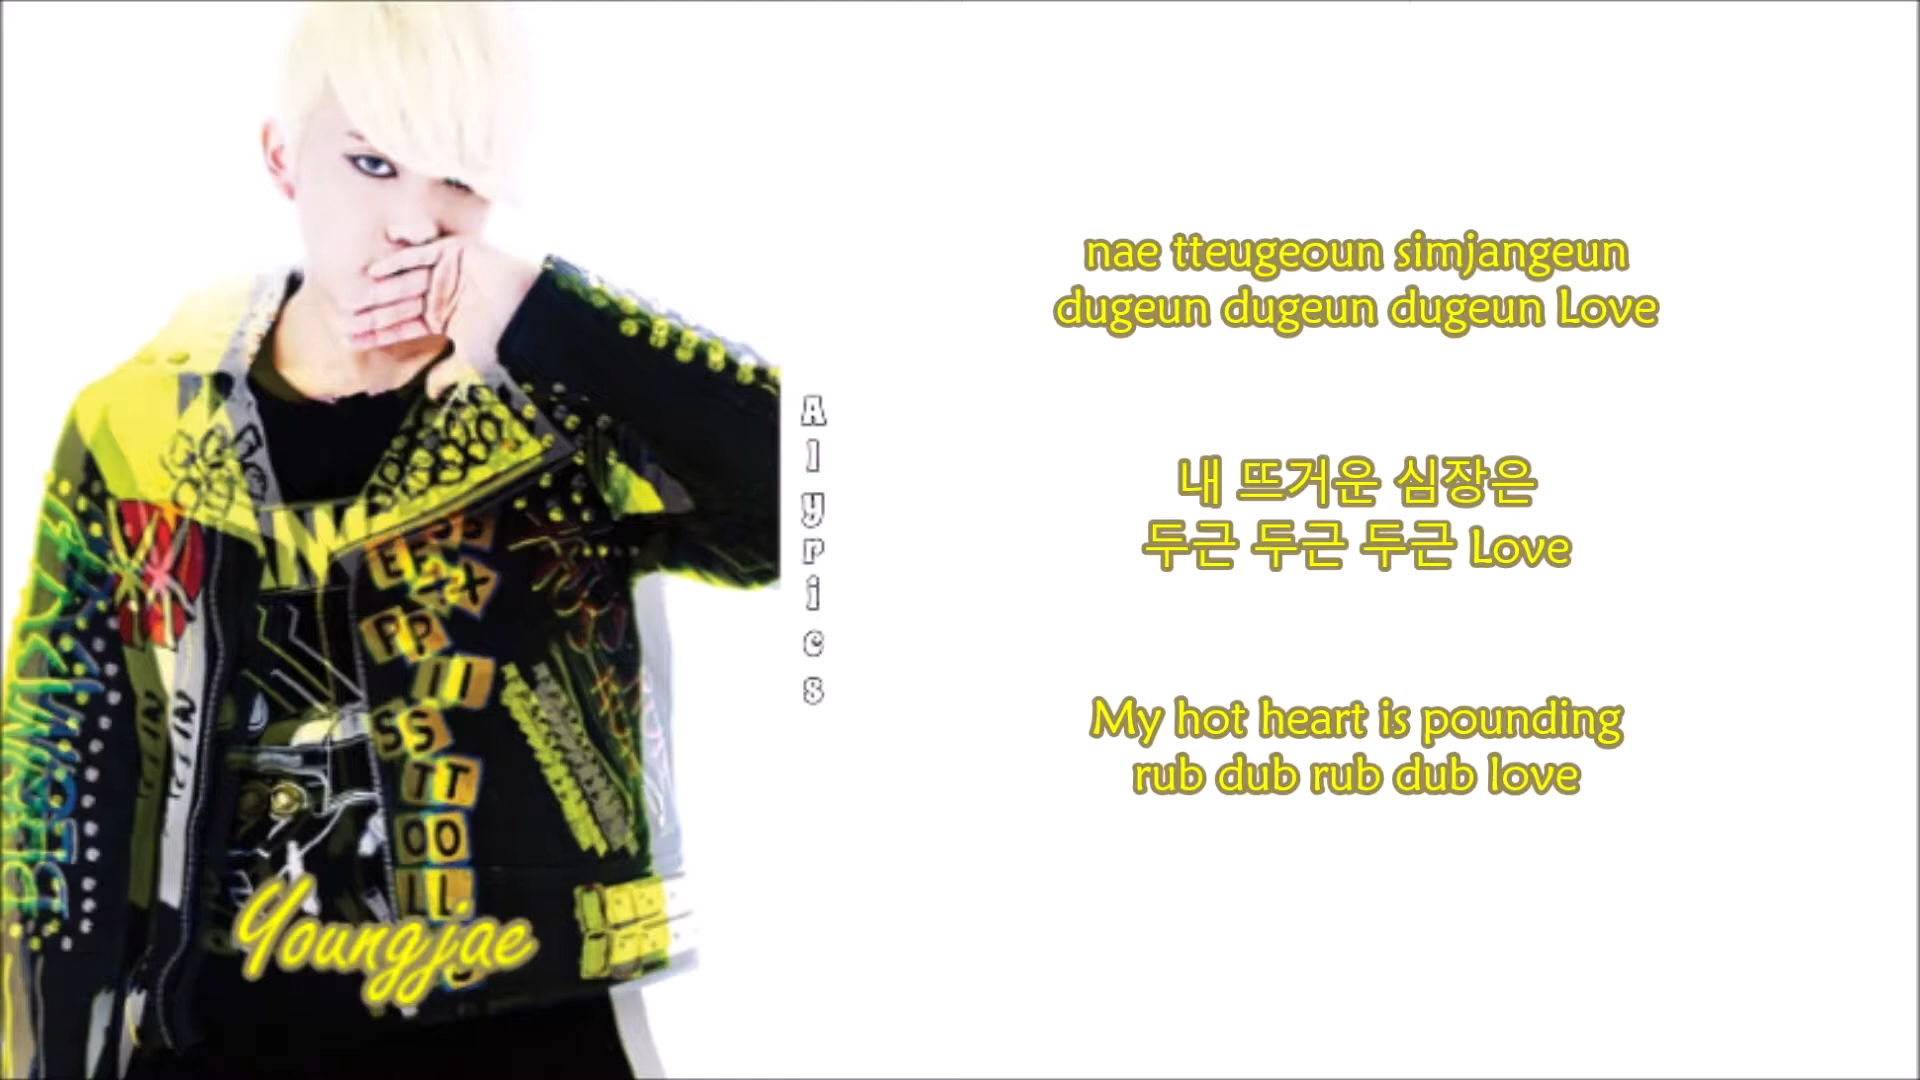 nae tteugeoun simjangeun
dugeun dugeun dugeun Love
내 뜨거운 심장은
두근 두근 두근 Love
My hot heart is pounding
rub dub rub dub love
Alyrics
Youngjae